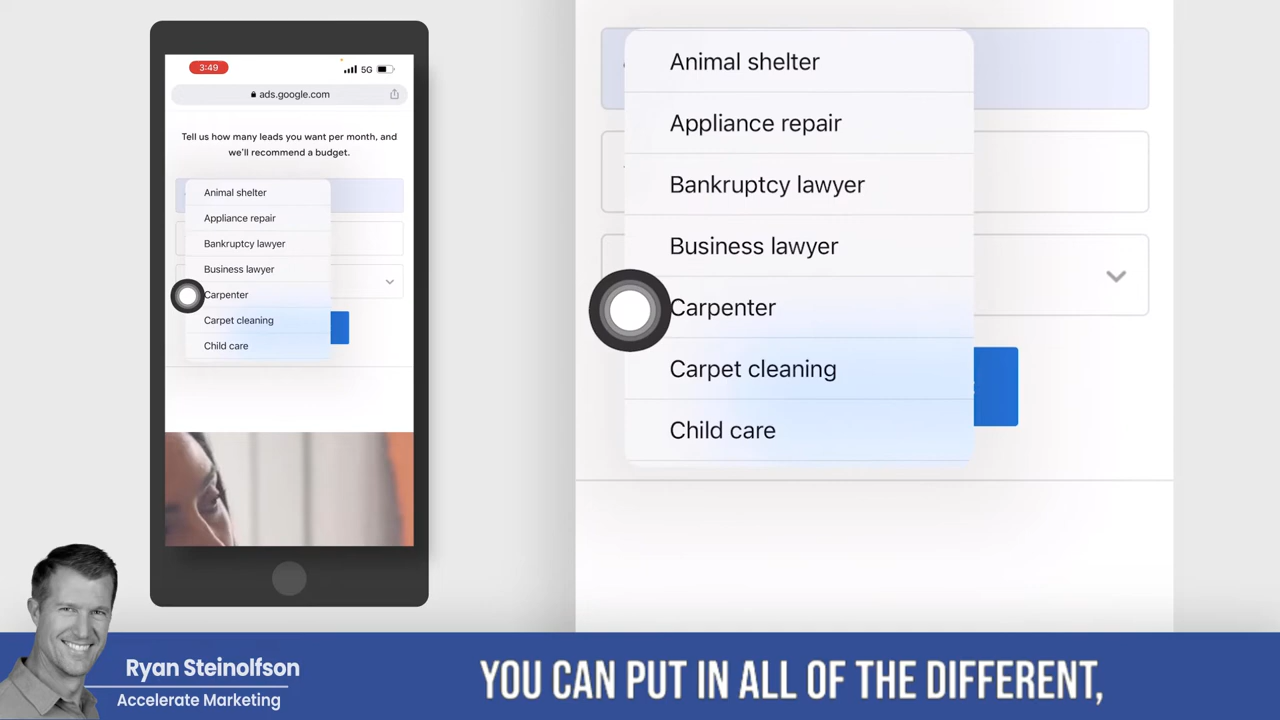 3:49
5G
ads.google.com
Tell us how many leads you want per month, and
we'll recommend a budget.
Animal shelter
Appliance repair
Bankruptcy lawyer
Business lawyer
Carpenter
Carpet cleaning
Child care
Animal shelter
Appliance repair
Bankruptcy lawyer
Business lawyer
Carpenter
Carpet cleaning
Child care
Ryan Steinolfson
Accelerate Marketing
YOU CAN PUT IN ALL OF THE DIFFERENT,